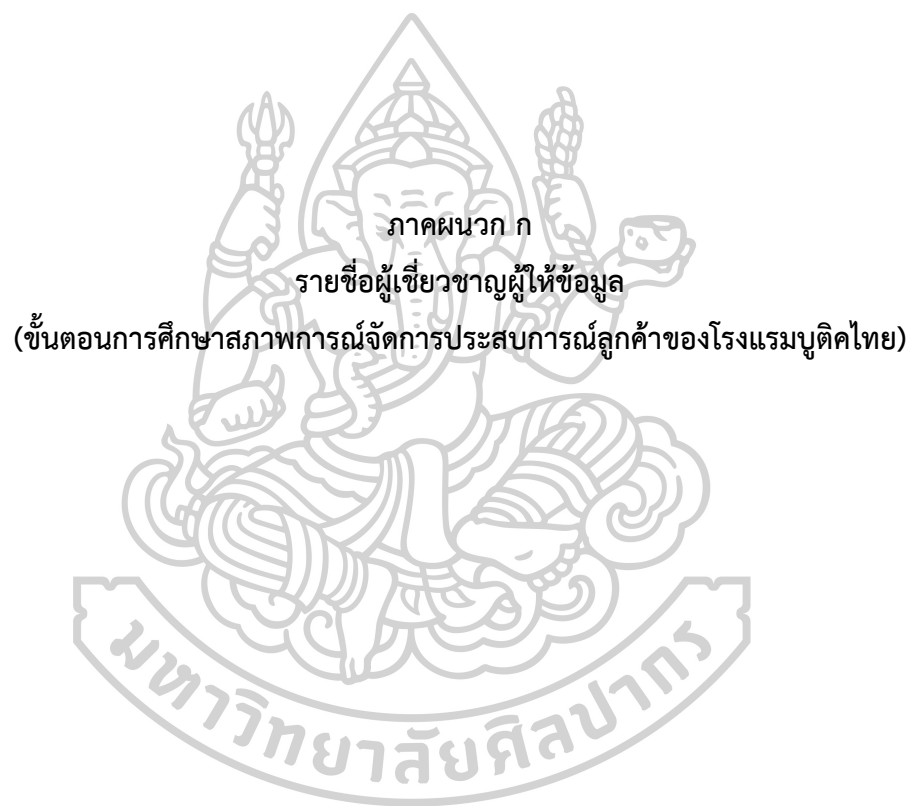 ภาคผนวก ก
รายชื่อผู้เชี่ยวชาญผู้ให้ข้อมูล
(ขั้นตอนการศึกษาสภาพการณ์จัดการประสบการณ์ลูกค้าของโรงแรมบูติคไทย)
มหาวิทยาลัยศิลปากร